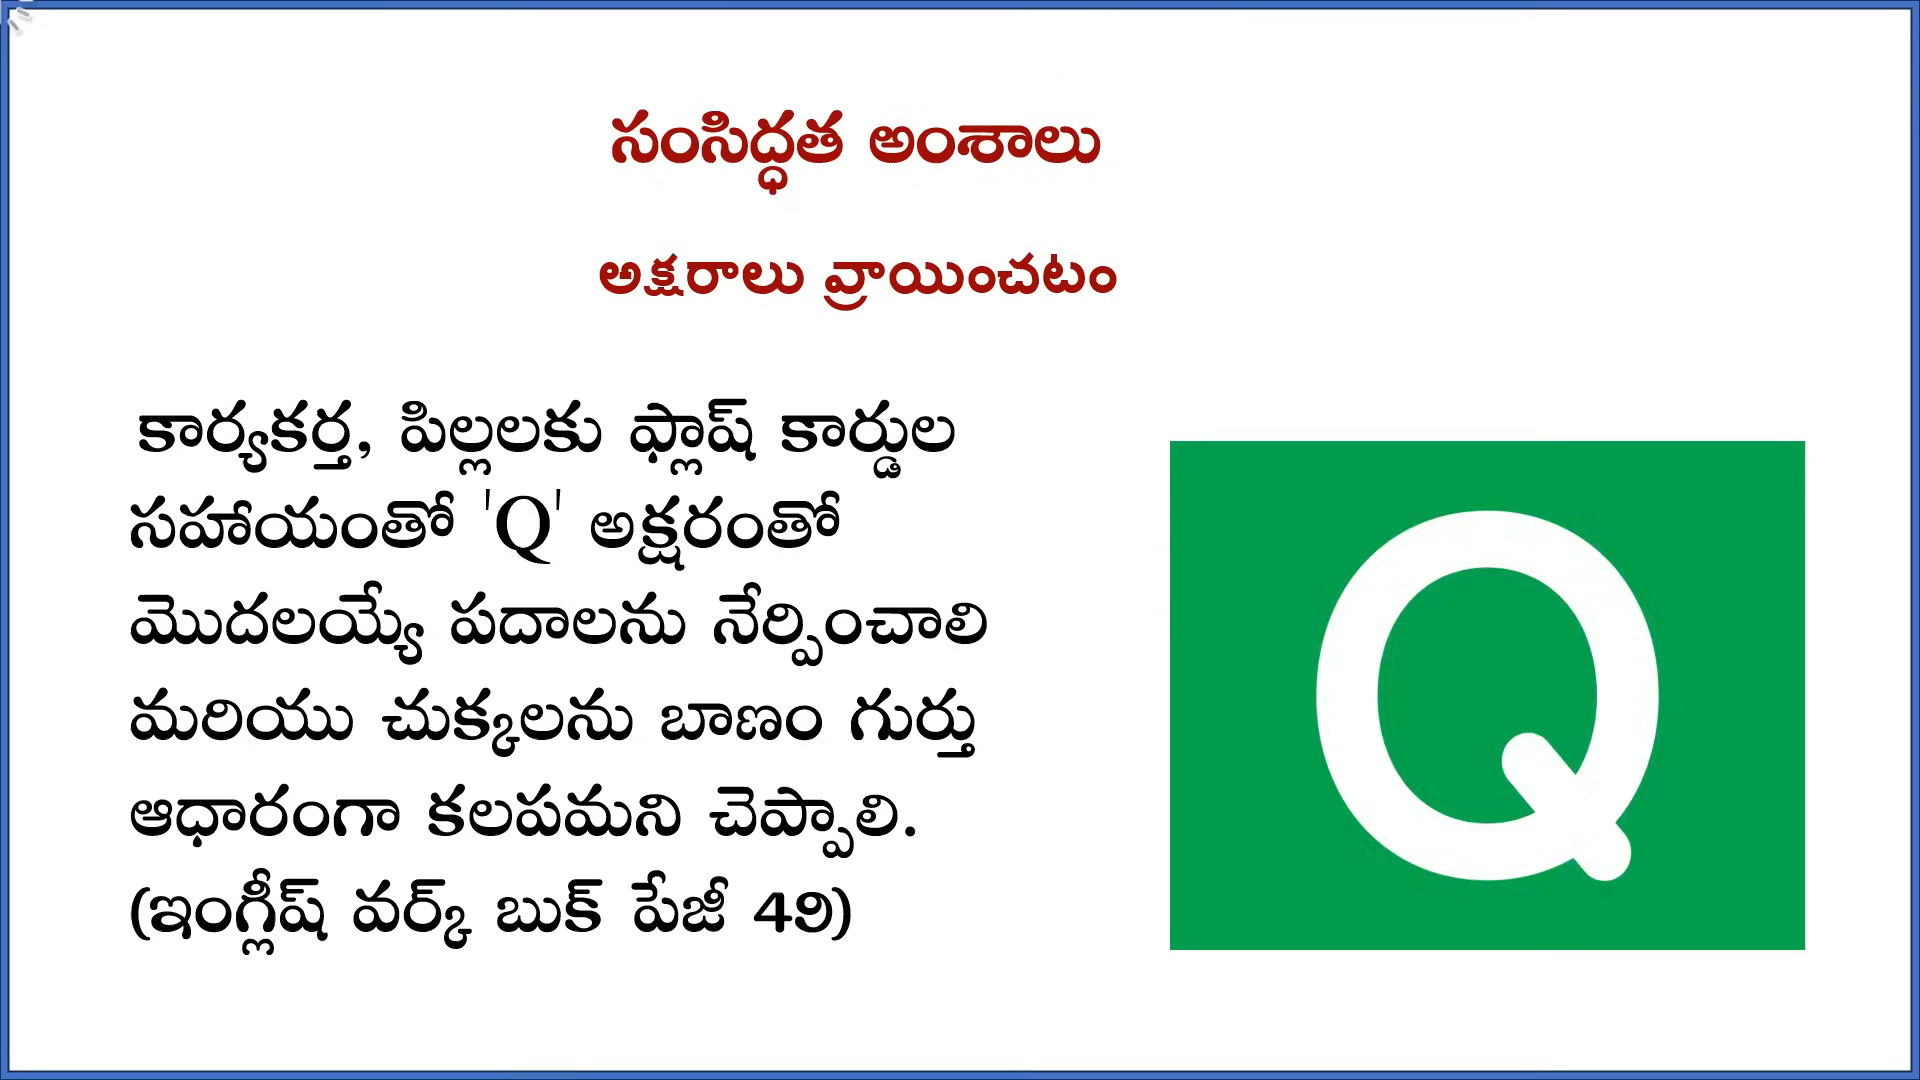 సంసిద్ధత అంశాలు
అక్షరాలు వ్రాయించటం
కార్యకర్త, పిల్లలకు ఫ్లాష్ కార్డుల
సహాయంతో 'Q' అక్షరంతో
మొదలయ్యే పదాలను నేర్పించాలి
మరియు చుక్కలను బాణం గుర్తు
ఆధారంగా కలపమని చెప్పాలి.
(ఇంగ్లీష్ వర్క్ బుక్ పేజీ 49)
Q